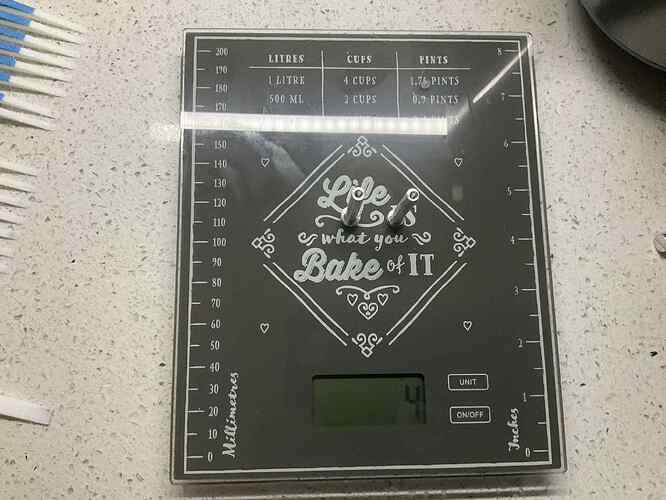 200
190
180
170
150
140
130
120
110
100
90
80
70
60
50
40
30
20
10
0
Millimetres
LITRES CUPS PINTS
1 LITRE 4 CUPS 1.76 PINTS
500 ML 2 CUPS 0.9 PINTS
Life
IS
what you
Bake of IT
4
UNIT
ON/OFF
8
7
6
5
4
3
2
1
0
Inches